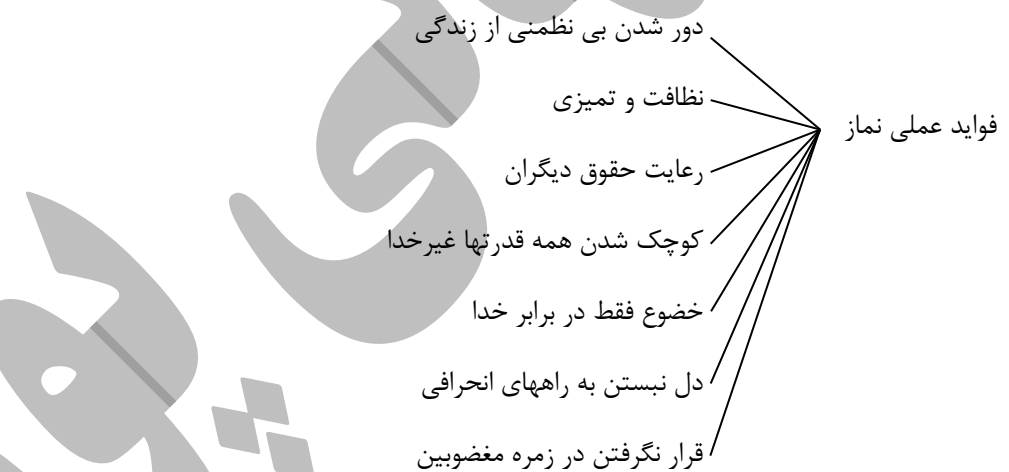 دور شدن بی نظمنی از زندگی
نظافت و تمیزی
فواید عملی نماز
رعایت حقوق دیگران
کوچک شدن همه قدرتها غیرخدا
خضوع فقط در برابر خدا
دل نبستن به راههای انحرافی
قرار نگرفتن در زمره مغضوبین